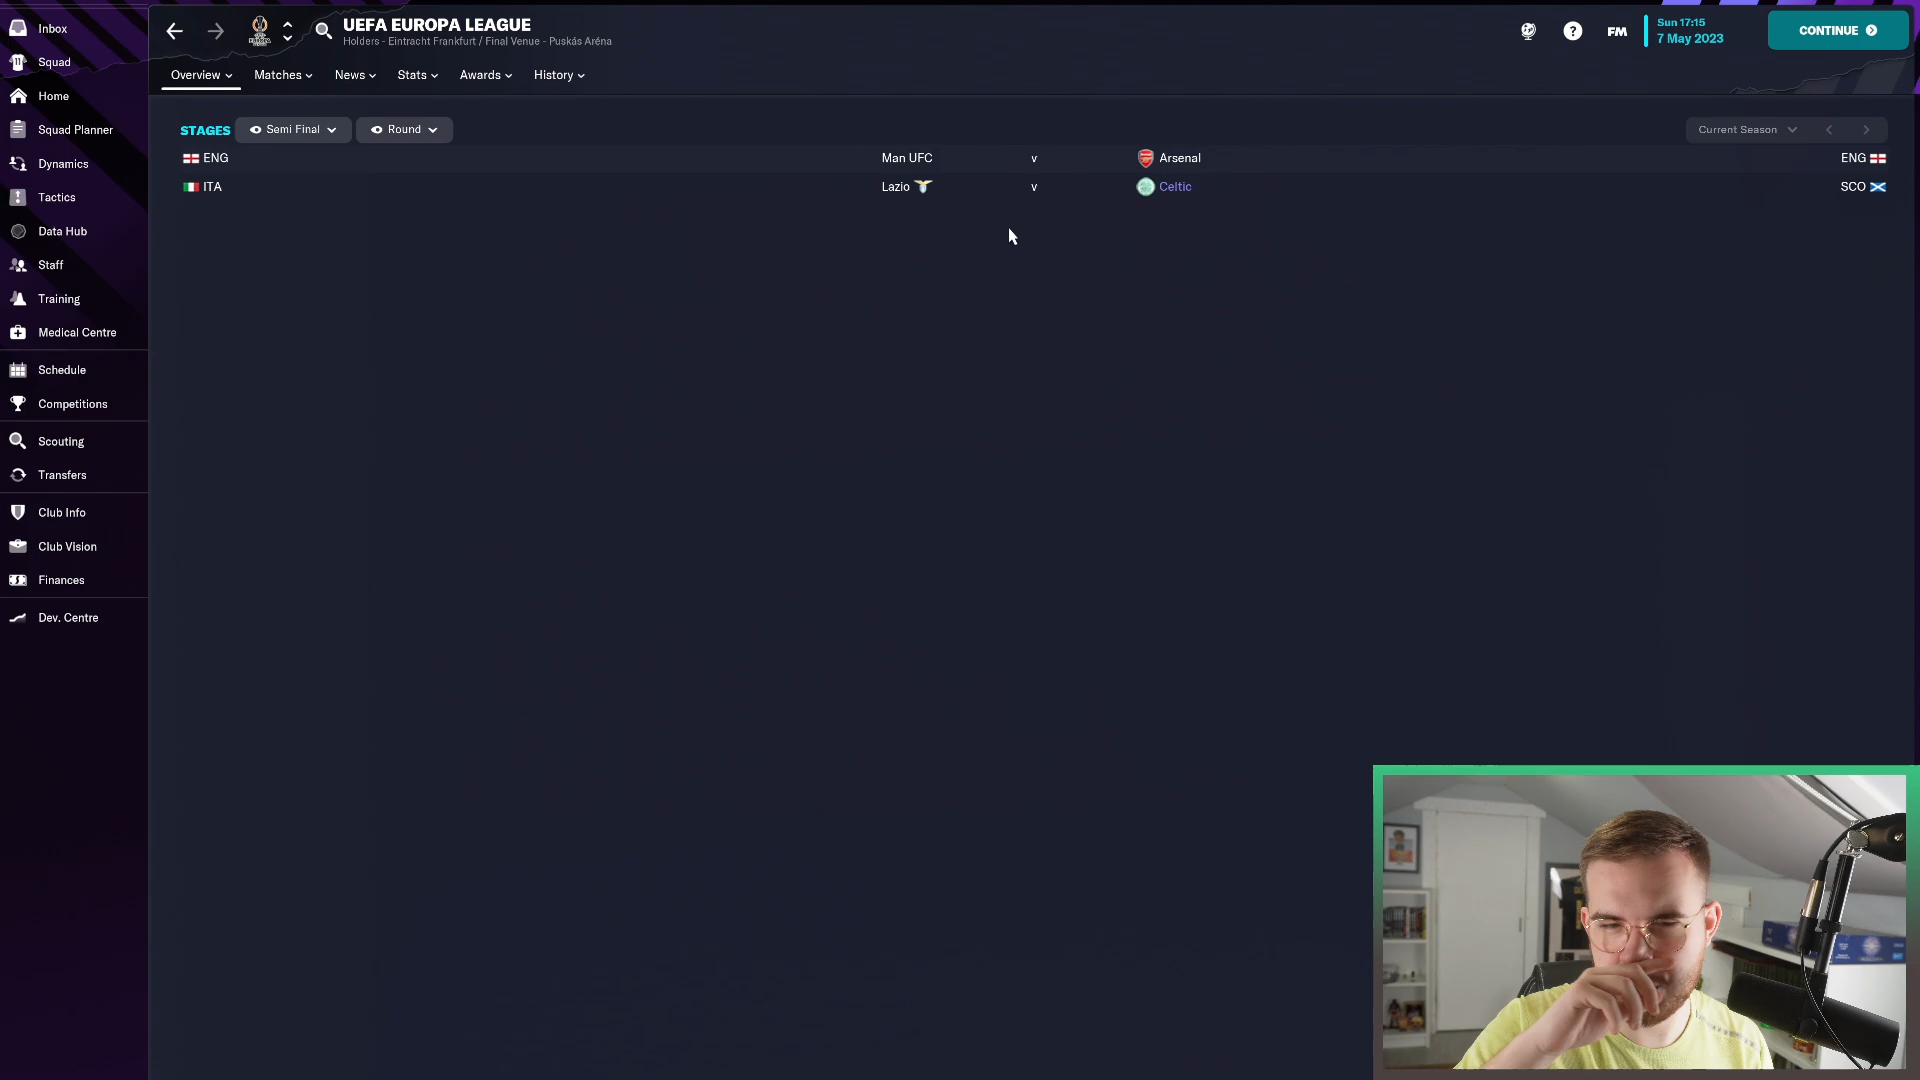 Inbox
Squad
Home
Squad Planner
Dynamics
Tactics
Data Hub
Staff
Training
Medical Centre
Schedule
Competitions
Scouting
Transfers
Club Info
Club Vision
Finances
Dev. Centre
UEFA EUROPA LEAGUE
Holders - Eintracht Frankfurt / Final Venue - Puskás Aréna
FM
Sun 17:15
7 May 2023
CONTINUE
Overview Matches News Stats Awards History
STAGES Semi Final Round Current Season
ENG Man UFC v Arsenal ENG
ITA Lazio v Celtic SCO